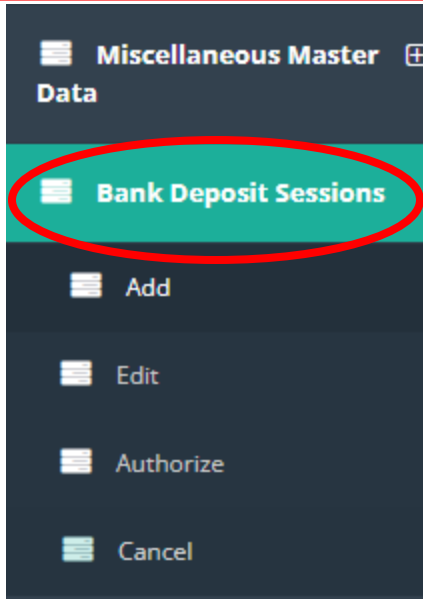 Miscellaneous Master
Data
Bank Deposit Sessions
Add
Edit
Authorize
Cancel